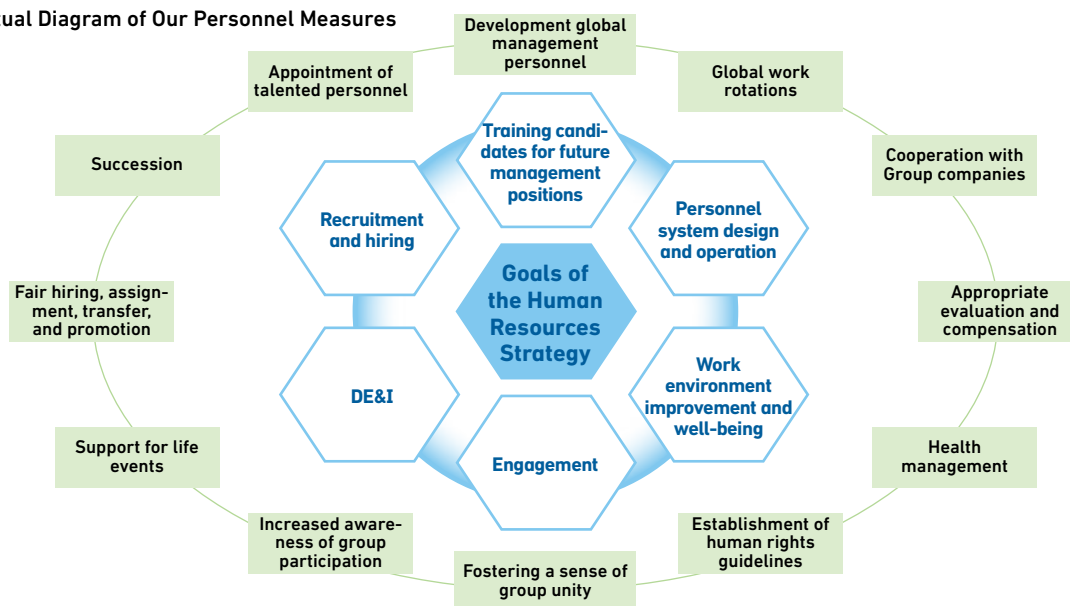 tual Diagram of Our Personnel Measures
Development global
management
personnel
Appointment of
talented personnel
Global work
rotations
Succession
Cooperation with
Group companies
Fair hiring, assign-
ment, transfer,
and promotion
Appropriate
evaluation and
compensation
Support for life
events
Health
management
Increased aware-
ness of group
participation
Establishment of
human rights
guidelines
Fostering a sense of
group unity
Training candi-
dates for future
management
positions
Recruitment
and hiring
Personnel
system design
and operation
Goals of
the Human
Resources
Strategy
DE&I
Work
environment
improvement and
well-being
Engagement